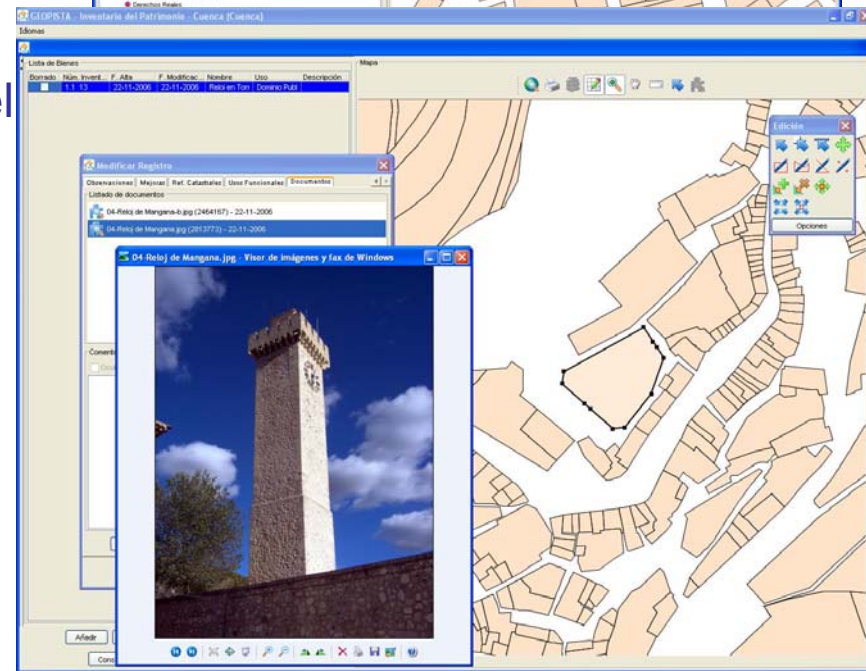 Derechos Reales
GEOPISTA - Inventario del Patrimonio - Cuenca (Cuenca)
Idiomas
el
Lista de Bienes
Borrado Núm. Invent... F. Alta F. Modificac... Nombre Uso Descripción
1.1 13 22-11-2006 22-11-2006 Reloj en Torr Dominio Publ
Mapa
Edición
Opciones
Modificar Registro
Observaciones Mejoras Ref. Catastrales Usos Funcionales Documentos
Listado de documentos
04-Reloj de Mangana-b.jpg (2464167) - 22-11-2006
04-Reloj de Mangana.jpg (2813773) - 22-11-2006
04-Reloj de Mangana.jpg - Visor de imágenes y fax de Windows
Coment
Añadir
Cons